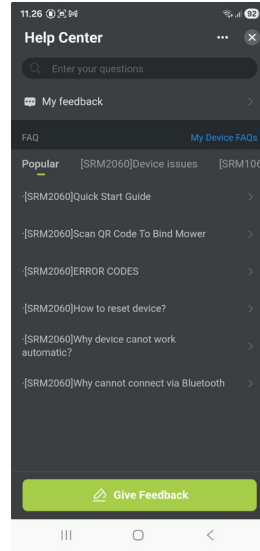 11.26
92
Help Center
Enter your questions
My feedback
FAQ
My Device FAQs
Popular
[SRM2060]Device issues
[SRM106
·[SRM2060]Quick Start Guide
·[SRM2060]Scan QR Code To Bind Mower
·[SRM2060]ERROR CODES
·[SRM2060]How to reset device?
·[SRM2060]Why device canot work
automatic?
·[SRM2060]Why cannot connect via Bluetooth
Give Feedback